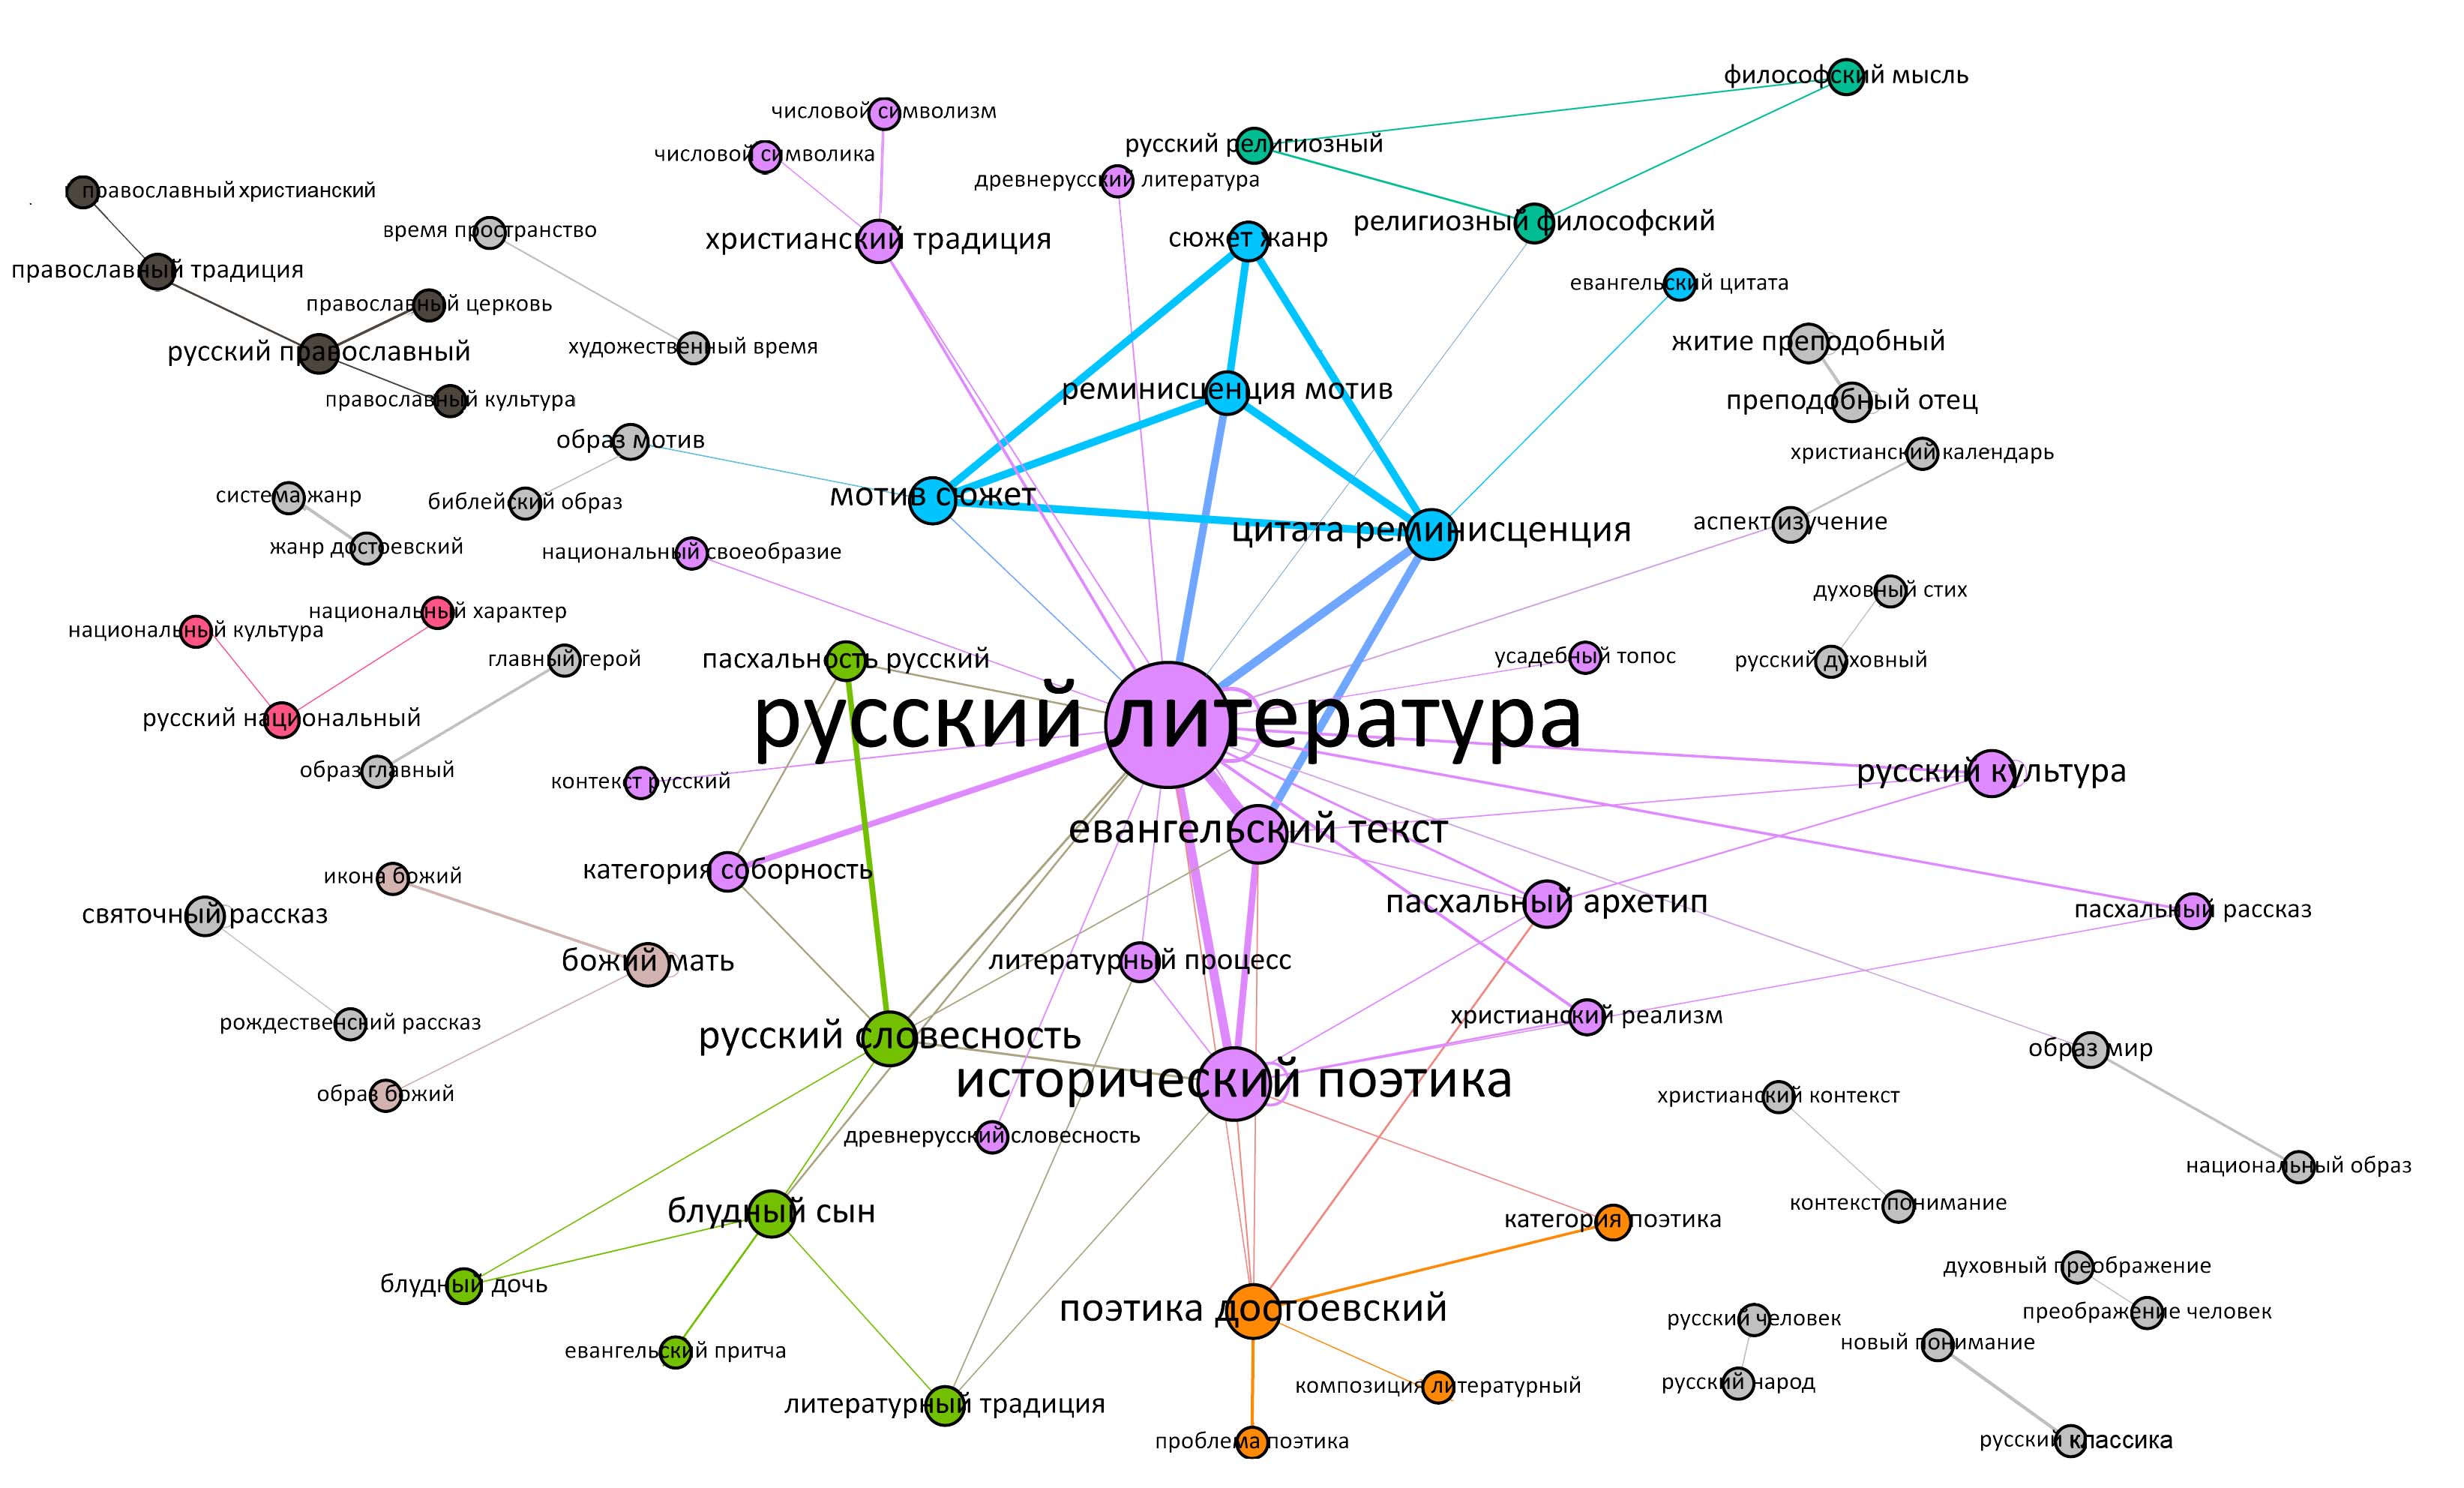 философский мысль
числовой символизм
русский религиозный
числовой символика
древнерусский литература
православный христианский
религиозный философский
время пространство
христианский традиция
сюжет жанр
православный традиция
евангельский цитата
православный церковь
житие преподобный
художественный время
русский православный
реминисценция мотив
православный культура
преподобный отец
образ мотив
христианский календарь
система жанр
мотив сюжет
библейский образ
аспект изучение
цитата реминисценция
жанр достоевский
национальный своеобразие
духовный стих
национальный характер
национальный культура
главный герой
пасхальность русский
усадебный топос
русский духовный
русский национальный
русский литература
образ главный
русский культура
контекст русский
евангельский текст
категория соборность
икона божий
пасхальный архетип
пасхальный рассказ
святочный рассказ
божий мать
литературный процесс
христианский реализм
рождественский рассказ
русский словесность
образ мир
исторический поэтика
образ божий
христианский контекст
древнерусский словесность
национальный образ
контекст понимание
блудный сын
категория поэтика
духовный преображение
блудный дочь
поэтика достоевский
преображение человек
русский человек
новый понимание
евангельский притча
русский народ
композиция литературный
литературный традиция
проблема поэтика
русский классика